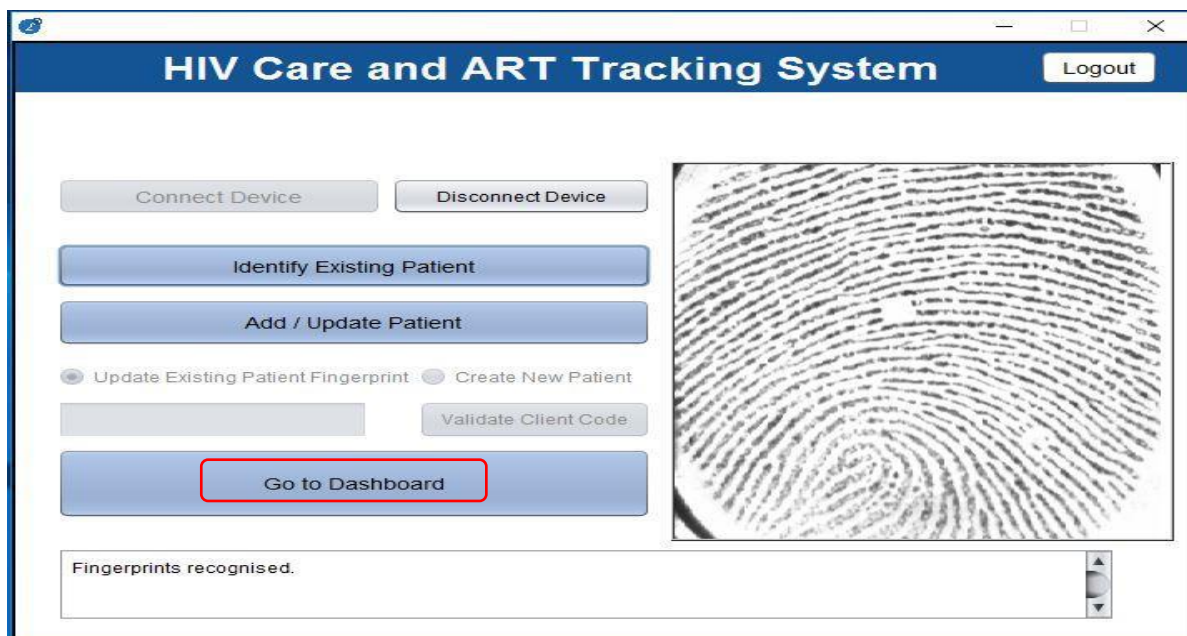 HIV Care and ART Tracking System
Logout
Connect Device
Disconnect Device
Identify Existing Patient
Add / Update Patient
Update Existing Patient Fingerprint
Create New Patient
Validate Client Code
Go to Dashboard
Fingerprints recognised.